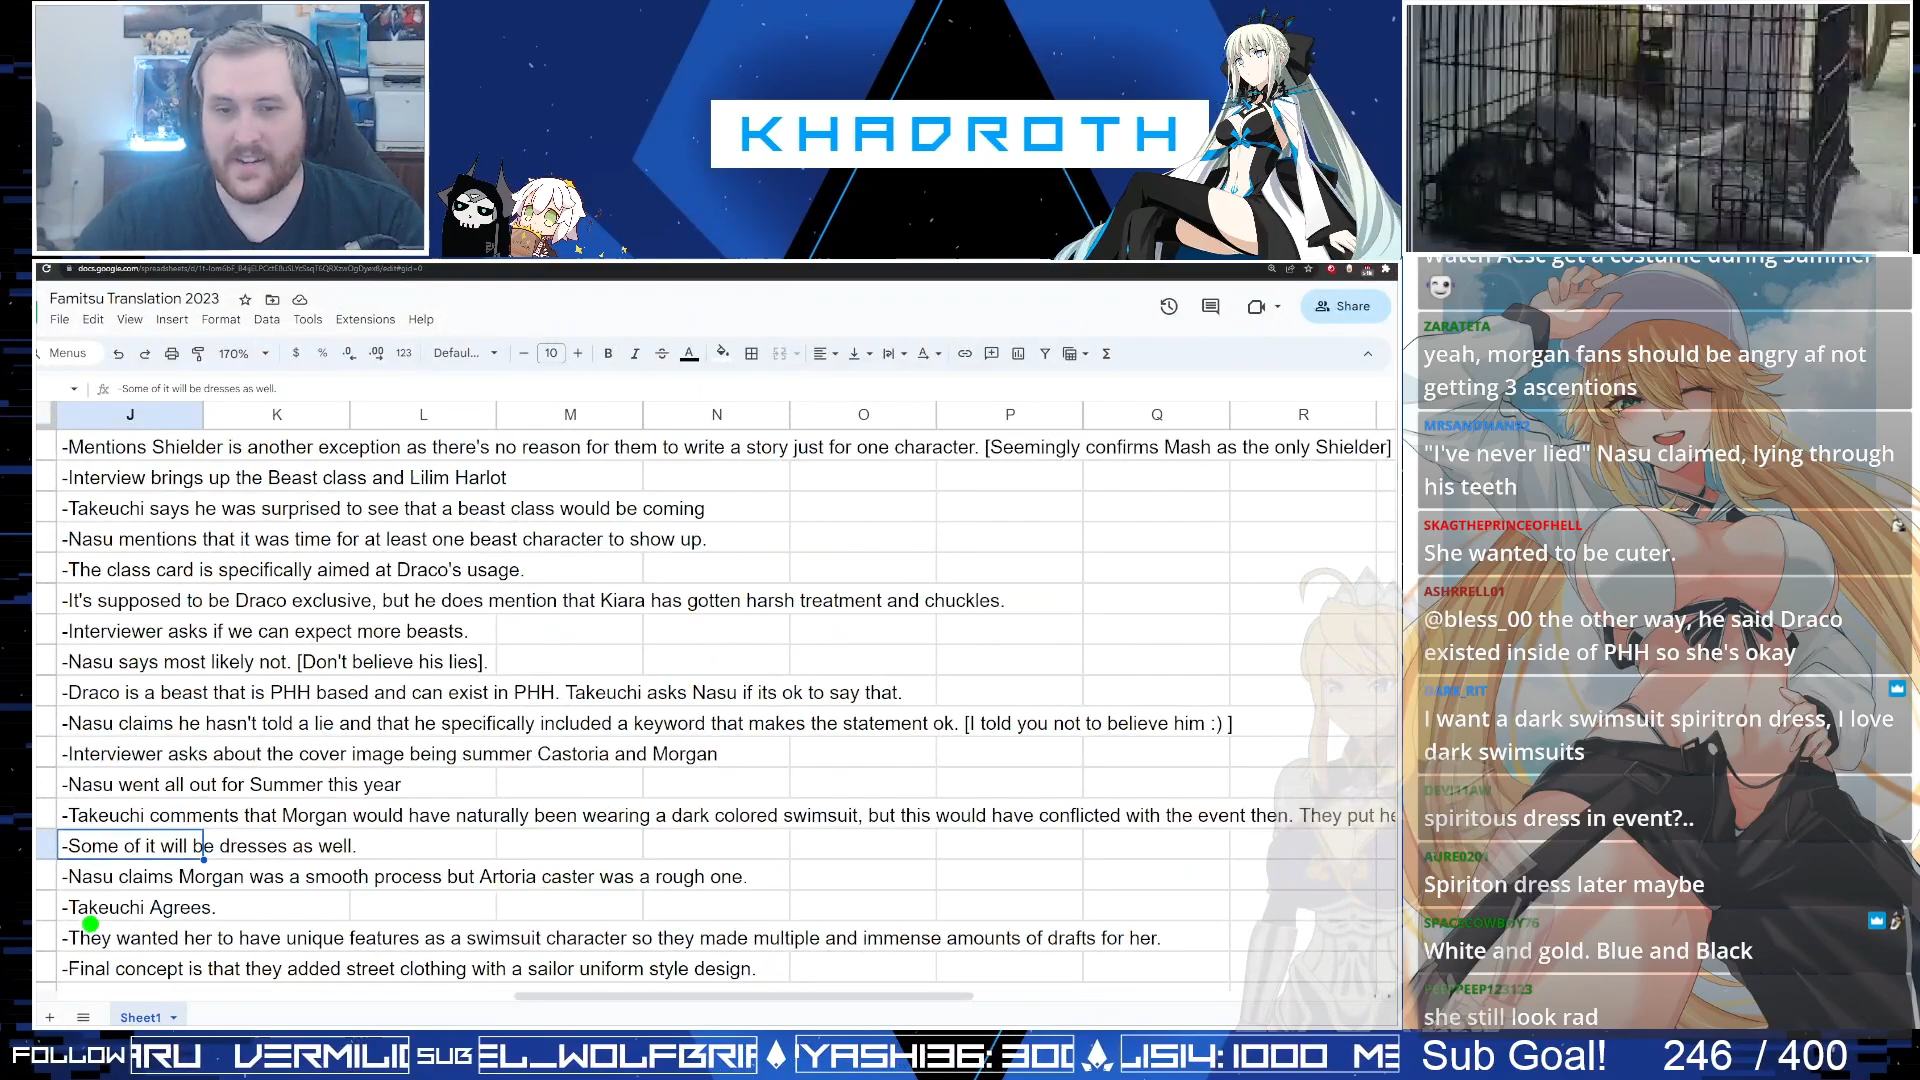 KHADROTH
Famitsu Translation 2023
File Edit View Insert Format Data Tools Extensions Help
Share
Menus 170% $ % .0 .00 123 Defaul... 10 B I A
-Some of it will be dresses as well.
J K L M N O P Q R
-Mentions Shielder is another exception as there's no reason for them to write a story just for one character. [Seemingly confirms Mash as the only Shielder]
-Interview brings up the Beast class and Lilim Harlot
-Takeuchi says he was surprised to see that a beast class would be coming
-Nasu mentions that it was time for at least one beast character to show up.
-The class card is specifically aimed at Draco's usage.
-It's supposed to be Draco exclusive, but he does mention that Kiara has gotten harsh treatment and chuckles.
-Interviewer asks if we can expect more beasts.
-Nasu says most likely not. [Don't believe his lies].
-Draco is a beast that is PHH based and can exist in PHH. Takeuchi asks Nasu if its ok to say that.
-Nasu claims he hasn't told a lie and that he specifically included a keyword that makes the statement ok. [I told you not to believe him :) ]
-Interviewer asks about the cover image being summer Castoria and Morgan
-Nasu went all out for Summer this year
-Takeuchi comments that Morgan would have naturally been wearing a dark colored swimsuit, but this would have conflicted with the event then. They put he
-Some of it will be dresses as well.
-Nasu claims Morgan was a smooth process but Artoria caster was a rough one.
-Takeuchi Agrees.
-They wanted her to have unique features as a swimsuit character so they made multiple and immense amounts of drafts for her.
-Final concept is that they added street clothing with a sailor uniform style design.
Sheet1
Watch Aesc get a costume during Summer
ZARATETA
yeah, morgan fans should be angry af not
getting 3 ascentions
MRSANDMAN92
"I've never lied" Nasu claimed, lying through
his teeth
SKAGTHEPRINCEOFHELL
She wanted to be cuter.
ASHRRELL01
@bless_00 the other way, he said Draco
existed inside of PHH so she's okay
DARK_RIT
I want a dark swimsuit spiritron dress, I love
dark swimsuits
spiritous dress in event?..
Spiriton dress later maybe
SPACECOWBOY76
White and gold. Blue and Black
PEEPPEEP123123
she still look rad
FOLLOW
SUB
Sub Goal! 246 / 400